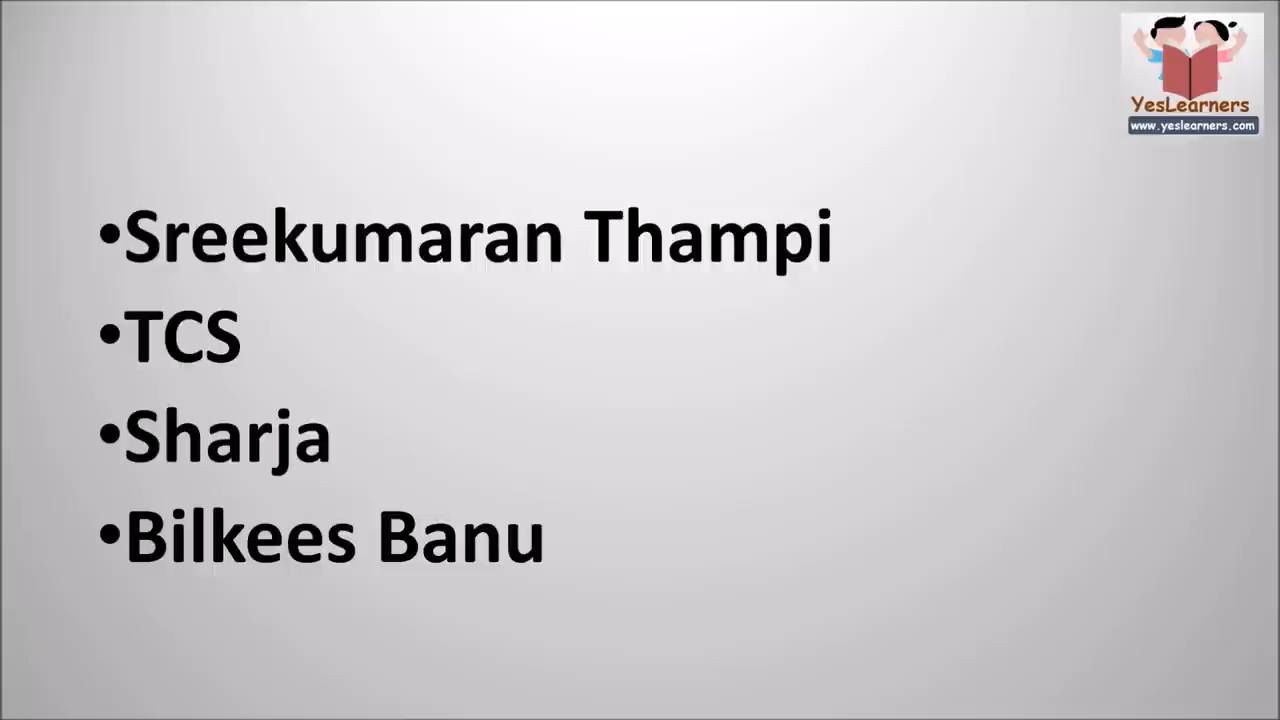 YesLearners
www.yeslearners.com
•Sreekumaran Thampi
•TCS
•Sharja
•Bilkees Banu